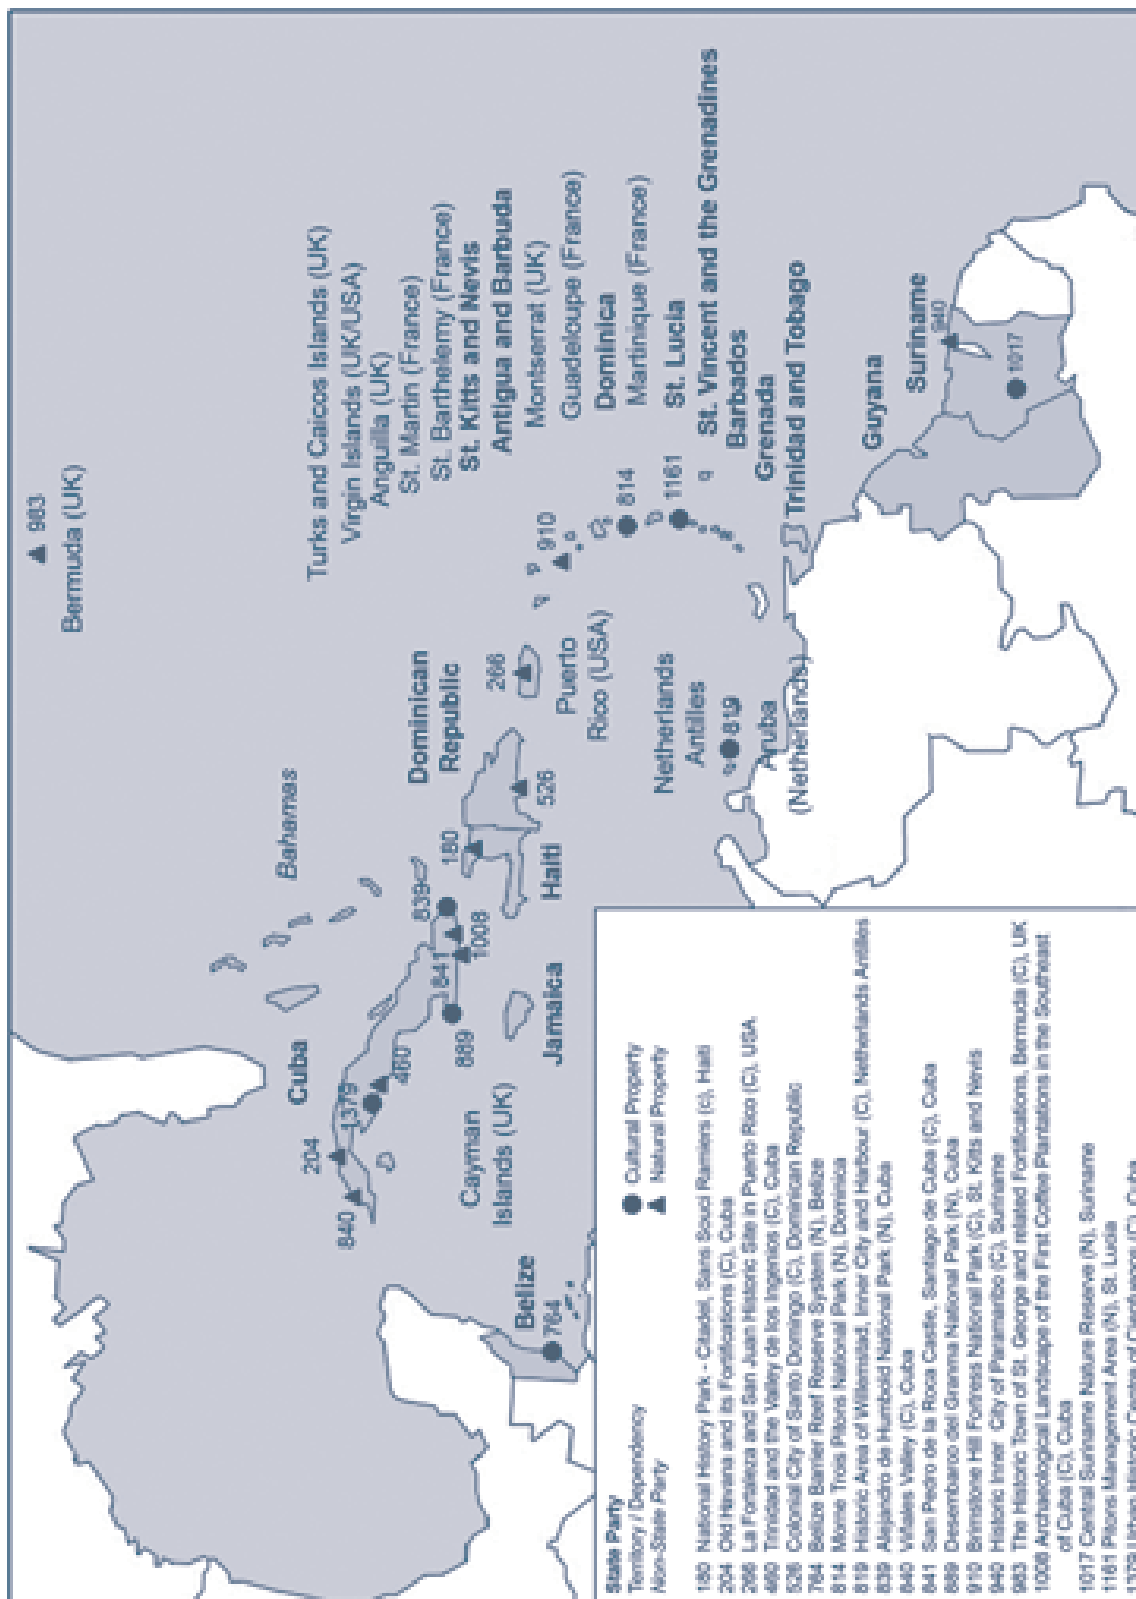 983
Bermuda (UK)
Turks and Caicos Islands (UK)
Virgin Islands (UK/USA)
Anguilla (UK)
St. Martin (France)
St. Barthelemy (France)
St. Kitts and Nevis
Antigua and Barbuda
Montserrat (UK)
Guadeloupe (France)
Dominica
Martinique (France)
St. Lucia
St. Vincent and the Grenadines
Barbados
Grenada
Trinidad and Tobago
Guyana
Suriname
940
1017
910
814
1161
Bahamas
Dominican
Republic
266
Puerto
Rico (USA)
Netherlands
Antilles
819
Aruba
(Netherlands)
180
526
Haiti
839
1008
841
889
Jamaica
Cuba
204
1379
460
840
Cayman
Islands (UK)
Belize
764
State Party
Territory / Dependency
Non-State Party
Cultural Property
Natural Property
180 National History Park - Citadel, Sans Souci Ramiers (c), Haiti
204 Old Havana and its Fortifications (C), Cuba
266 La Fortaleza and San Juan Historic Site in Puerto Rico (C), USA
460 Trinidad and the Valley de los Ingenios (C), Cuba
526 Colonial City of Santo Domingo (C), Dominican Republic
764 Belize Barrier Reef Reserve System (N), Belize
814 Morne Trois Pitons National Park (N), Dominica
819 Historic Area of Willemstad, Inner City and Harbour (C), Netherlands Antilles
839 Alejandro de Humbold National Park (N), Cuba
840 Viñales Valley (C), Cuba
841 San Pedro de la Roca Castle, Santiago de Cuba (C), Cuba
889 Desembarco del Granma National Park (N), Cuba
910 Brimstone Hill Fortress National Park (C), St. Kitts and Nevis
940 Historic Inner City of Paramaribo (C), Suriname
983 The Historic Town of St. George and related Fortifications, Bermuda (C), UK
1008 Archaeological Landscape of the First Coffee Plantations in the Southeast
of Cuba (C), Cuba
1017 Central Suriname Nature Reserve (N), Suriname
1161 Pitons Management Area (N), St. Lucia
1379 Urban Historic Centre of Cienfuegos (C), Cuba